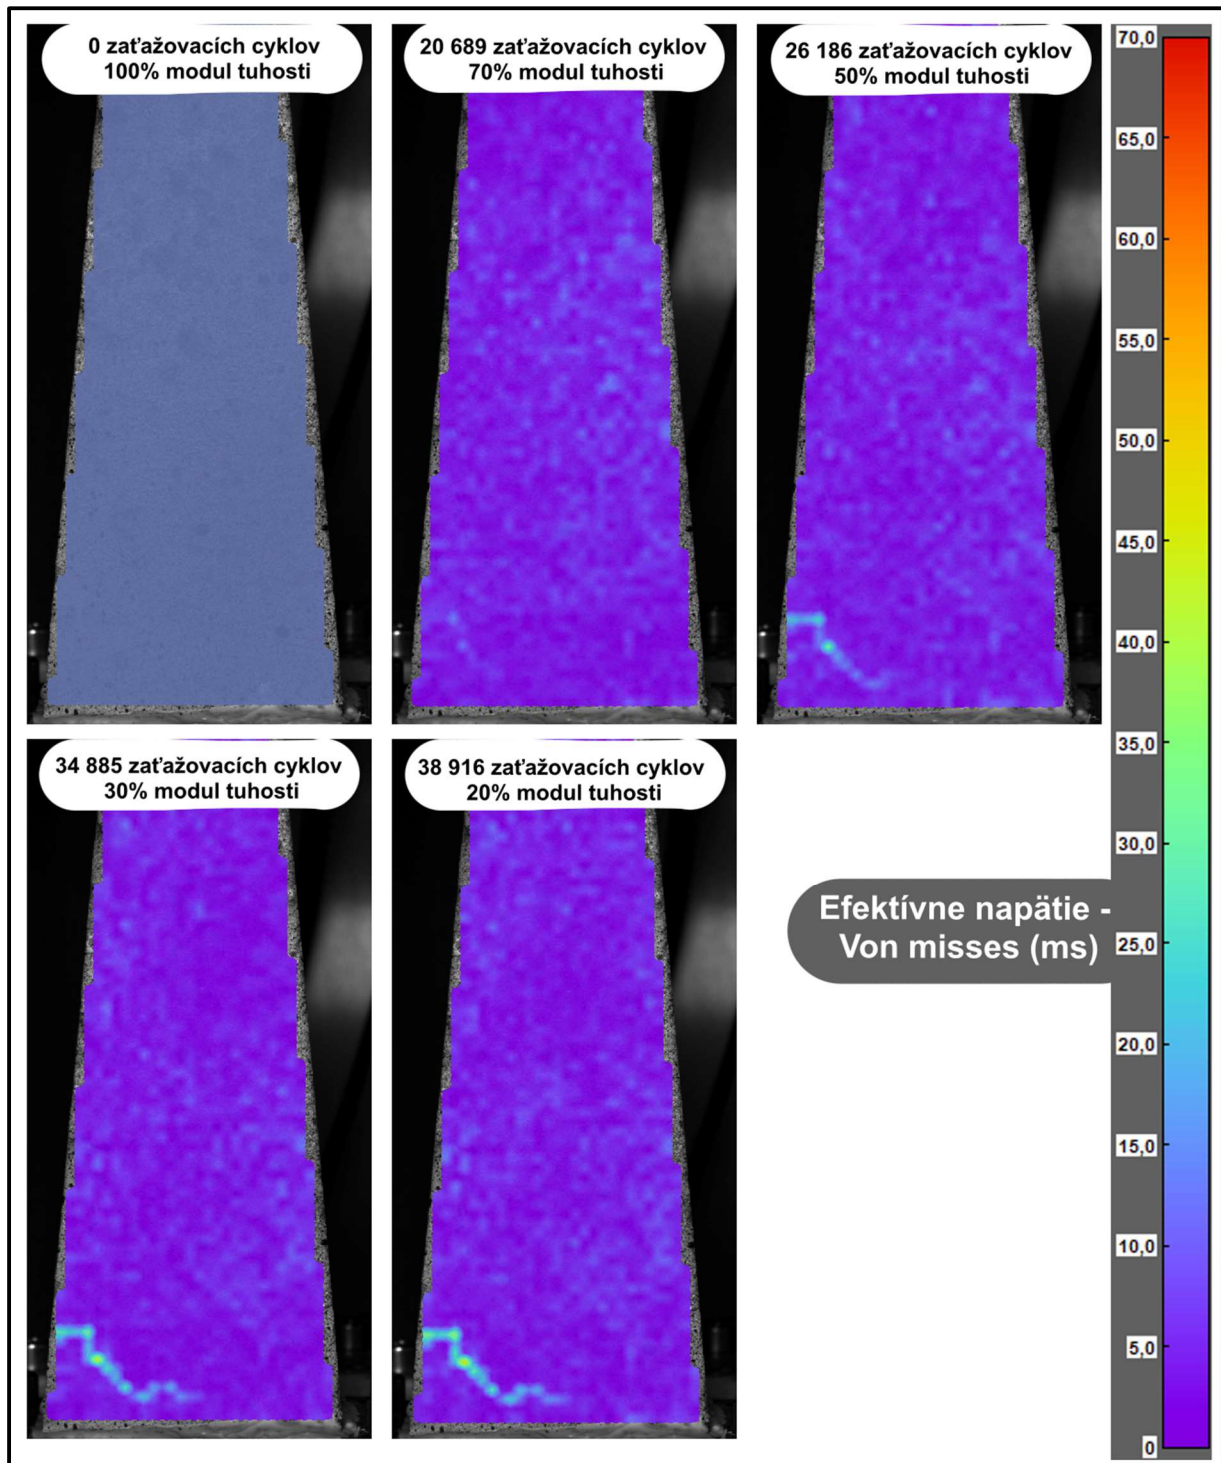 0 zaťažovacích cyklov
100% modul tuhosti
20 689 zaťažovacích cyklov
70% modul tuhosti
26 186 zaťažovacích cyklov
50% modul tuhosti
34 885 zaťažovacích cyklov
30% modul tuhosti
38 916 zaťažovacích cyklov
20% modul tuhosti
Efektívne napätie -
Von misses (ms)
70,0
65,0
60,0
55,0
50,0
45,0
40,0
35,0
30,0
25,0
20,0
15,0
10,0
5,0
0